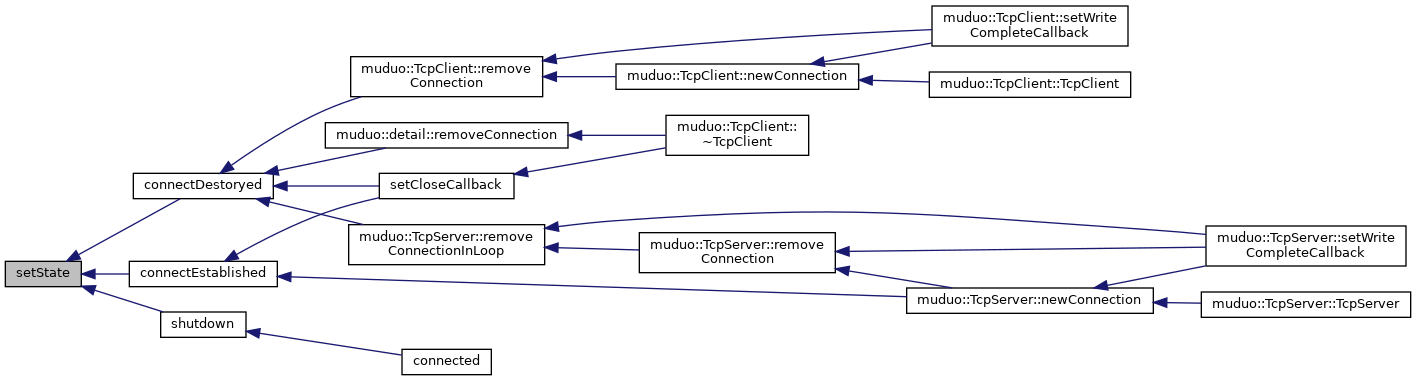 muduo::TcpClient::setWrite
CompleteCallback
muduo::TcpClient::remove
Connection
muduo::TcpClient::newConnection
muduo::TcpClient::TcpClient
muduo::detail::removeConnection
muduo::TcpClient::
~TcpClient
connectDestoryed
setCloseCallback
muduo::TcpServer::remove
ConnectionInLoop
muduo::TcpServer::remove
Connection
muduo::TcpServer::setWrite
CompleteCallback
setState
connectEstablished
muduo::TcpServer::newConnection
muduo::TcpServer::TcpServer
shutdown
connected